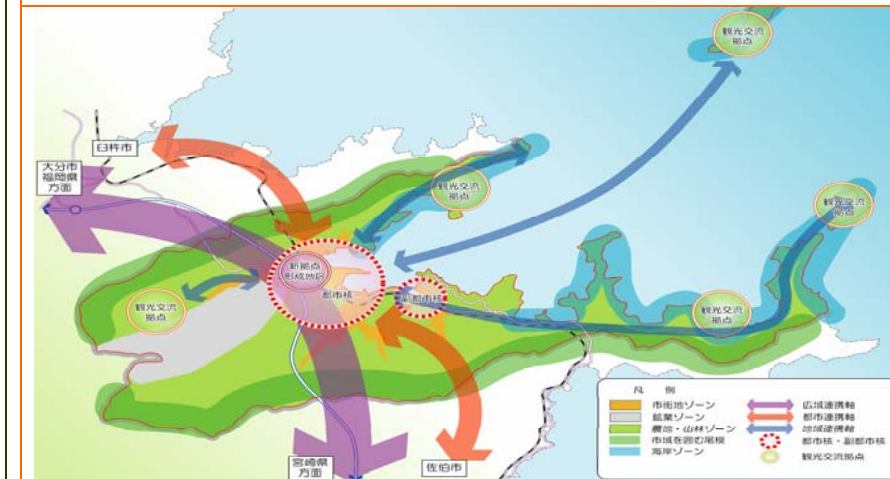 観光交流
拠点
臼杵市
大分市
福岡県
方面
観光交流
拠点
観光交流
拠点
新拠点
形成地区
都市核
副都市核
観光交流
拠点
観光交流
拠点
宮崎県
方面
佐伯市
凡 例
市街地ゾーン
鉱業ゾーン
農地・山林ゾーン
市域を囲む尾根
海岸ゾーン
広域連携軸
都市連携軸
地域連携軸
都市核・副都市核
観光交流拠点